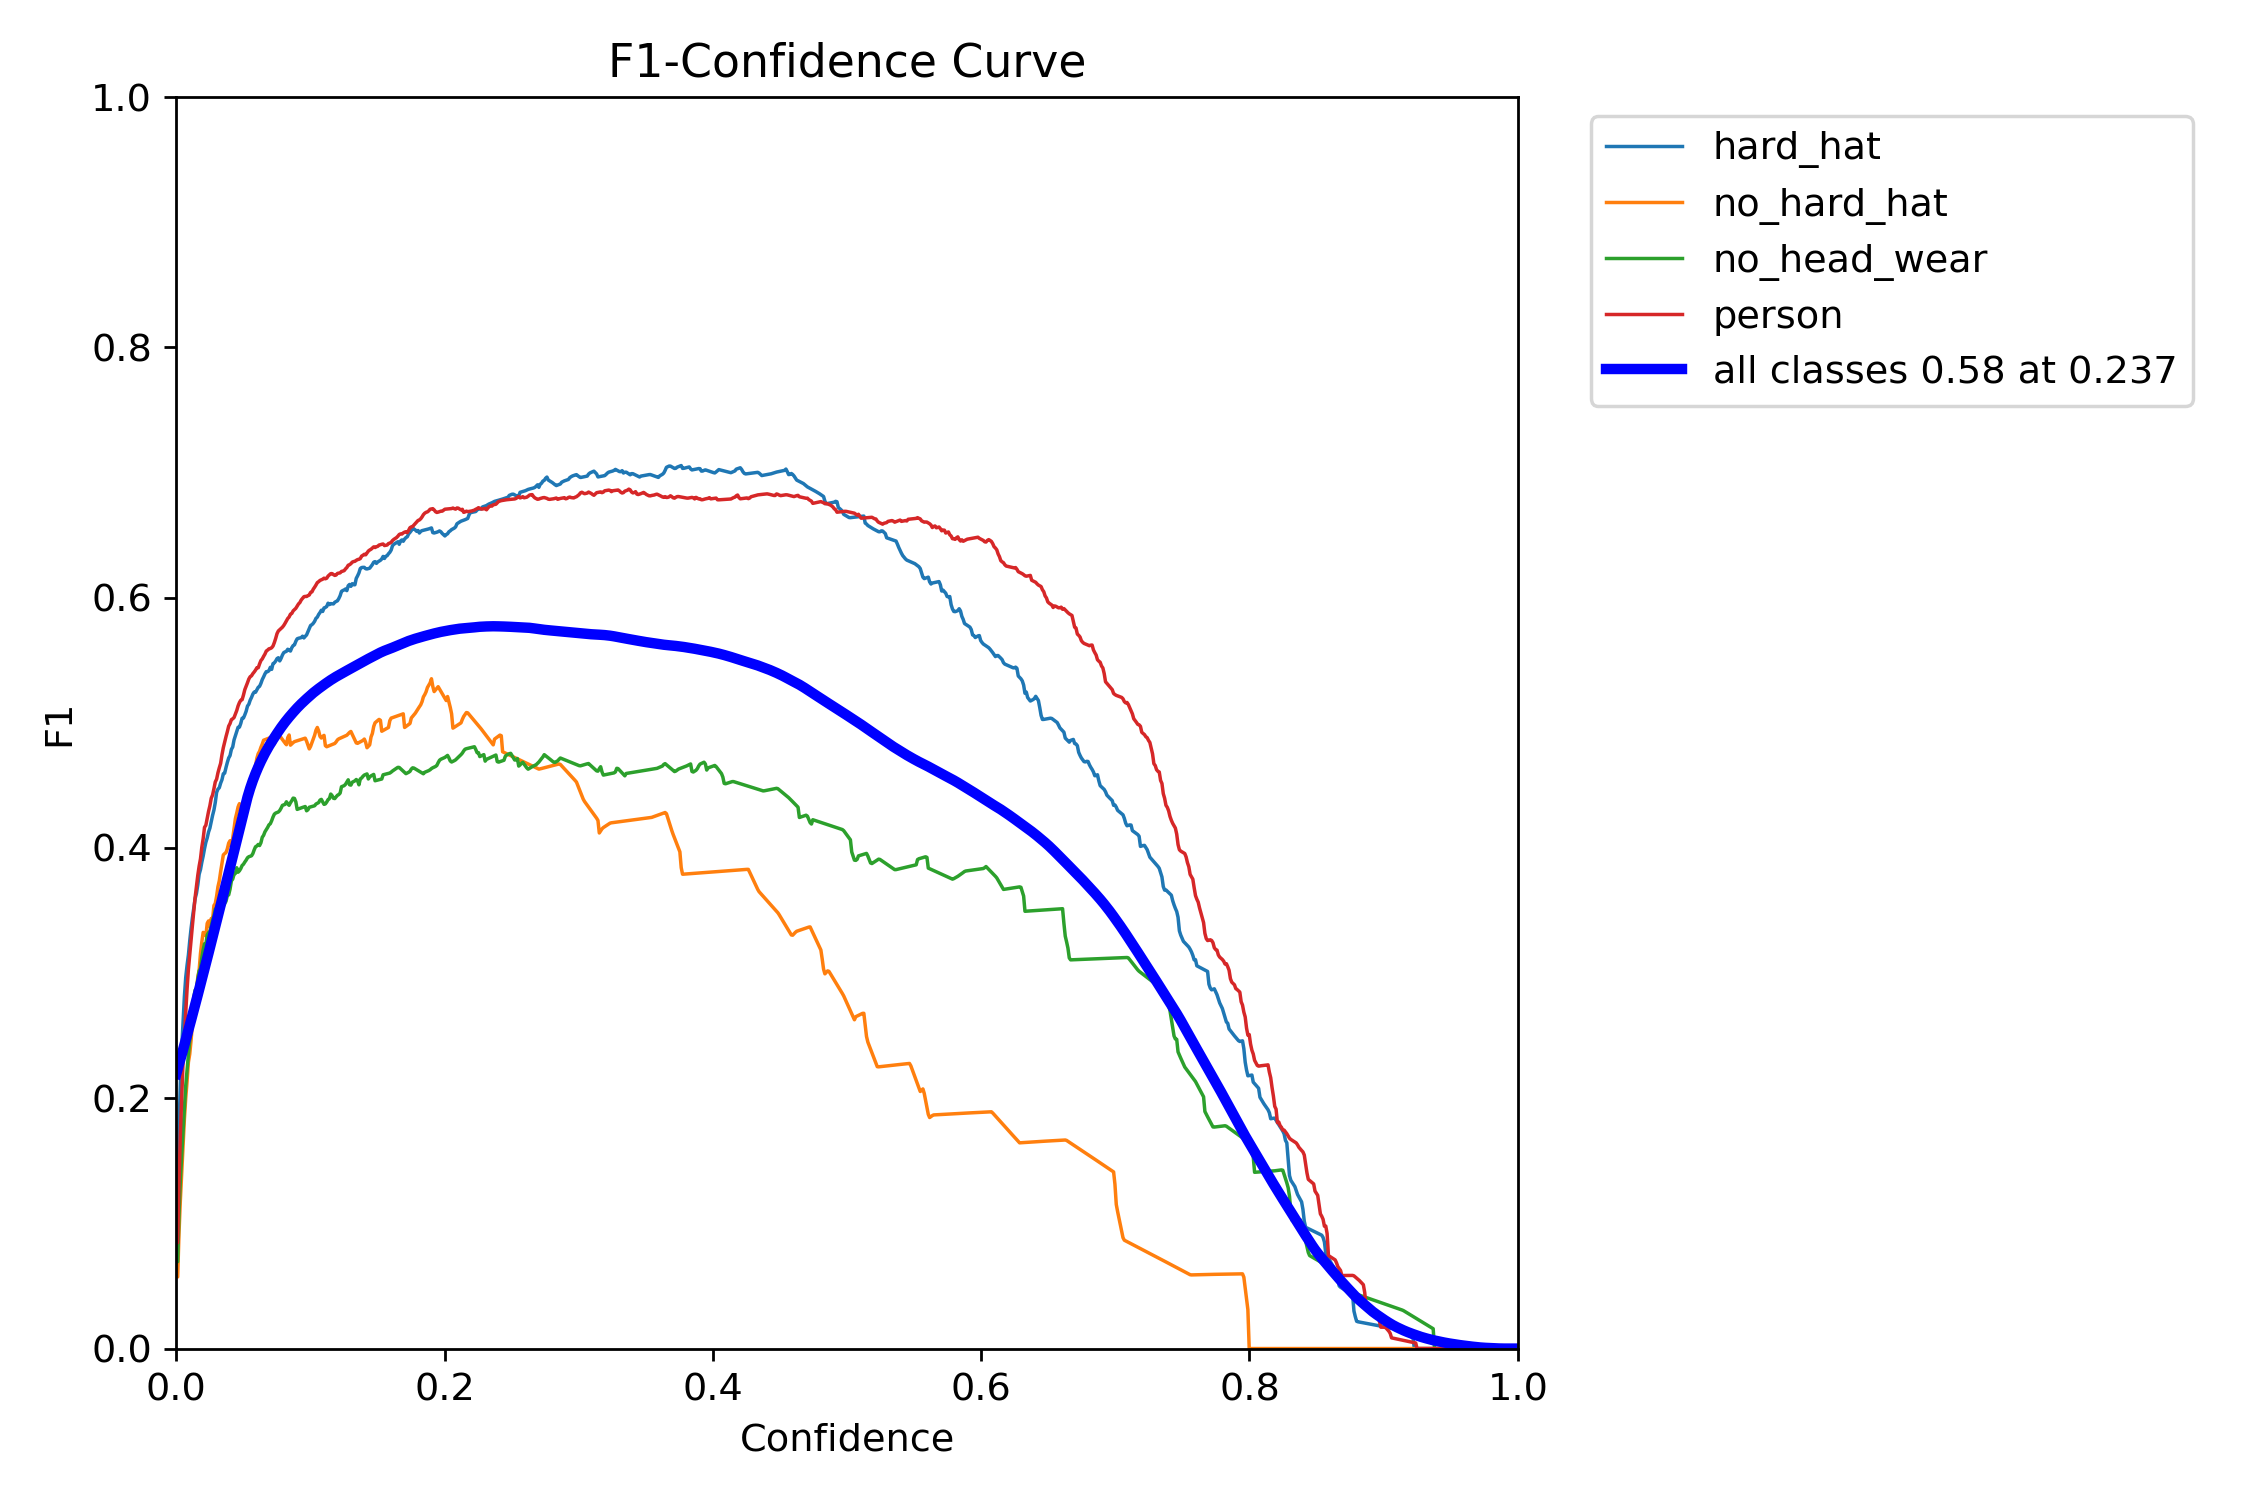 F1-Confidence Curve
1.0
0.8
0.6
0.4
0.2
0.0
F1
0.0 0.2 0.4 0.6 0.8 1.0
Confidence
hard_hat
no_hard_hat
no_head_wear
person
all classes 0.58 at 0.237